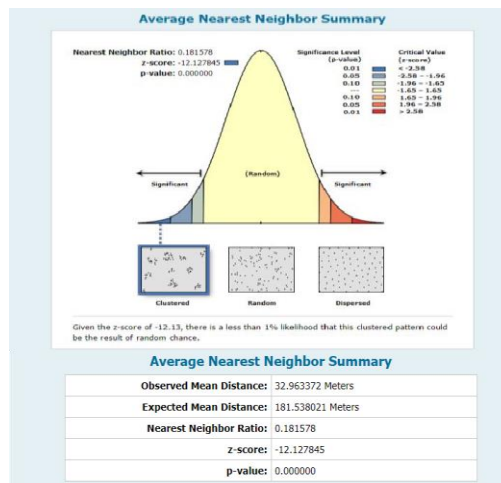 Average Nearest Neighbor Summary
Nearest Neighbor Ratio: 0.181578
z-score: -12.127845
p-value: 0.000000
Significance Level
(p-value)
Critical Value
(z-score)
0.01 < -2.58
0.05 -2.58 - -1.96
0.10 -1.96 - -1.65
--- -1.65 - 1.65
0.10 1.65 - 1.96
0.05 1.96 - 2.58
0.01 > 2.58
Significant
(Random)
Significant
Clustered
Random
Dispersed
Given the z-score of -12.13, there is a less than 1% likelihood that this clustered pattern could
be the result of random chance.
Average Nearest Neighbor Summary
Observed Mean Distance: 32.963372 Meters
Expected Mean Distance: 181.538021 Meters
Nearest Neighbor Ratio: 0.181578
z-score: -12.127845
p-value: 0.000000